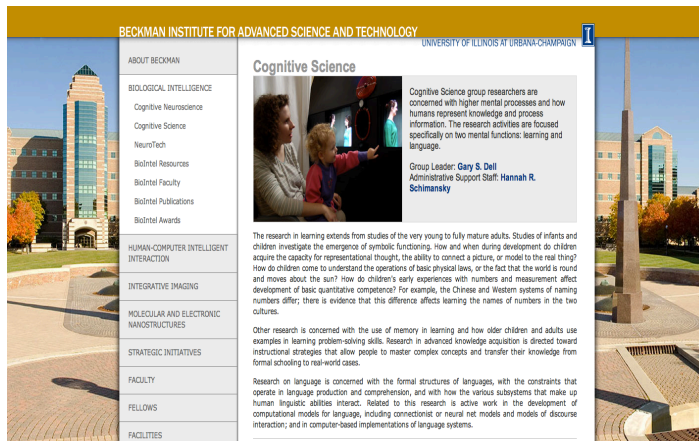 BECKMAN INSTITUTE FOR ADVANCED SCIENCE AND TECHNOLOGY
UNIVERSITY OF ILLINOIS AT URBANA-CHAMPAIGN
I
ABOUT BECKMAN
BIOLOGICAL INTELLIGENCE
Cognitive Neuroscience
Cognitive Science
NeuroTech
BioIntel Resources
BioIntel Faculty
BioIntel Publications
BioIntel Awards
HUMAN-COMPUTER INTELLIGENT
INTERACTION
INTEGRATIVE IMAGING
MOLECULAR AND ELECTRONIC
NANOSTRUCTURES
STRATEGIC INITIATIVES
FACULTY
FELLOWS
FACILITIES
Cognitive Science
Cognitive Science group researchers are
concerned with higher mental processes and how
humans represent knowledge and process
information. The research activities are focused
specifically on two mental functions: learning and
language.
Group Leader: Gary S. Dell
Administrative Support Staff: Hannah R.
Schimansky
The research in learning extends from studies of the very young to fully mature adults. Studies of infants and
children investigate the emergence of symbolic functioning. How and when during development do children
acquire the capacity for representational thought, the ability to connect a picture, or model to the real thing?
How do children come to understand the operations of basic physical laws, or the fact that the world is round
and moves about the sun? How do children's early experiences with numbers and measurement affect
development of basic quantitative competence? For example, the Chinese and Western systems of naming
numbers differ; there is evidence that this difference affects learning the names of numbers in the two
cultures.
Other research is concerned with the use of memory in learning and how older children and adults use
examples in learning problem-solving skills. Research in advanced knowledge acquisition is directed toward
instructional strategies that allow people to master complex concepts and transfer their knowledge from
formal schooling to real-world cases.
Research on language is concerned with the formal structures of languages, with the constraints that
operate in language production and comprehension, and with how the various subsystems that make up
human linguistic abilities interact. Related to this research is active work in the development of
computational models for language, including connectionist or neural net models and models of discourse
interaction; and in computer-based implementations of language systems.